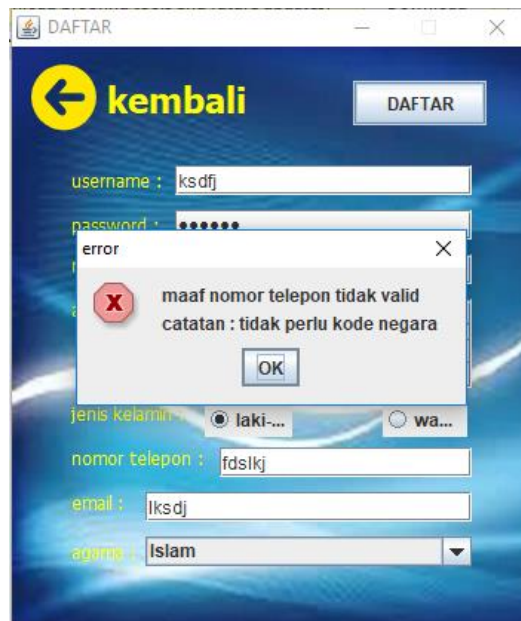 DAFTAR
kembali
DAFTAR
username : ksdfj
password : ••••••
error
maaf nomor telepon tidak valid
catatan : tidak perlu kode negara
OK
jenis kelamin :
laki-...
wa...
nomor telepon : fdslkj
email : lksdj
agama : Islam